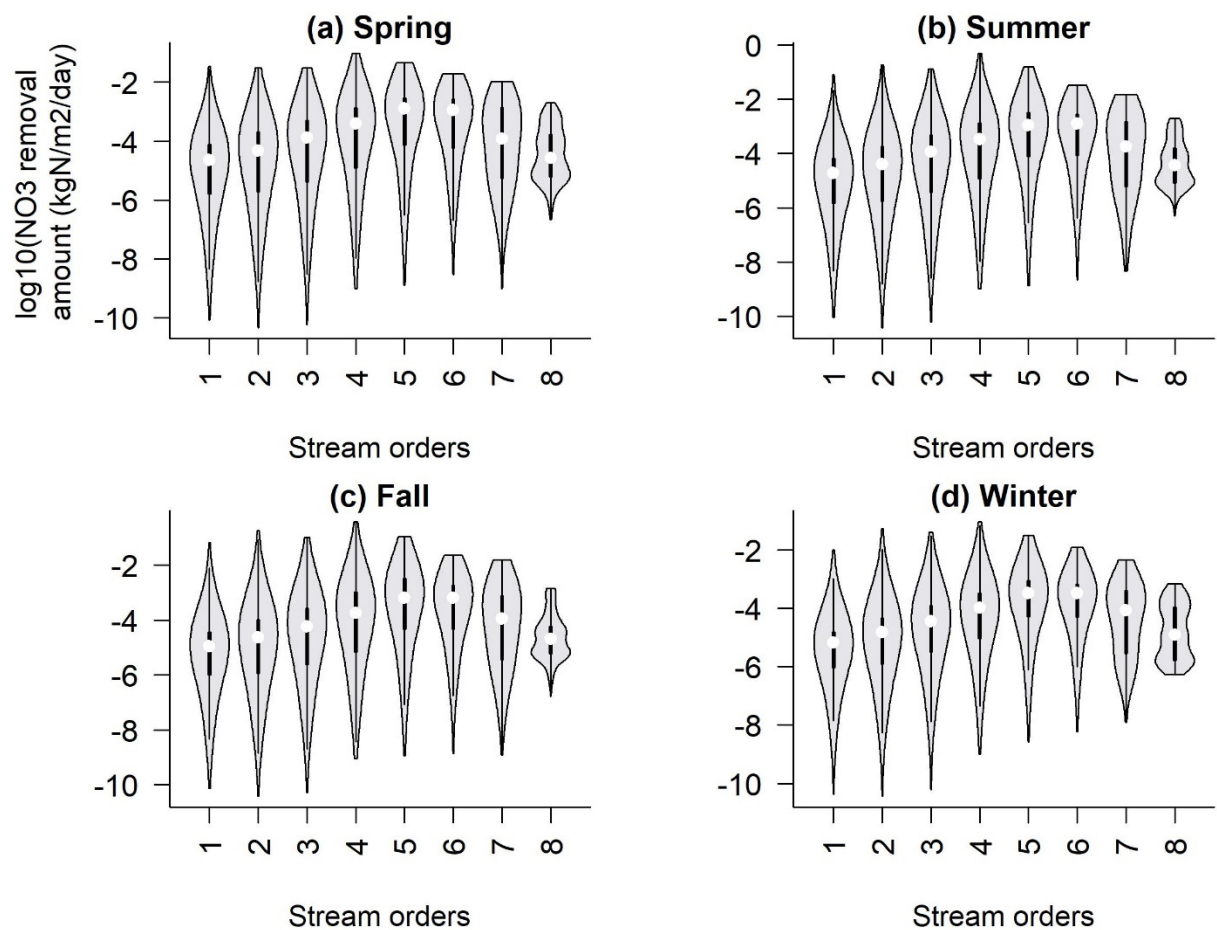 (a) Spring
log10(NO3 removal
amount (kgN/m2/day)
-2
-4
-6
-8
-10
1 2 3 4 5 6 7 8
Stream orders
(b) Summer
0
-2
-4
-6
-8
-10
1 2 3 4 5 6 7 8
Stream orders
(c) Fall
-2
-4
-6
-8
-10
1 2 3 4 5 6 7 8
Stream orders
(d) Winter
-2
-4
-6
-8
-10
1 2 3 4 5 6 7 8
Stream orders